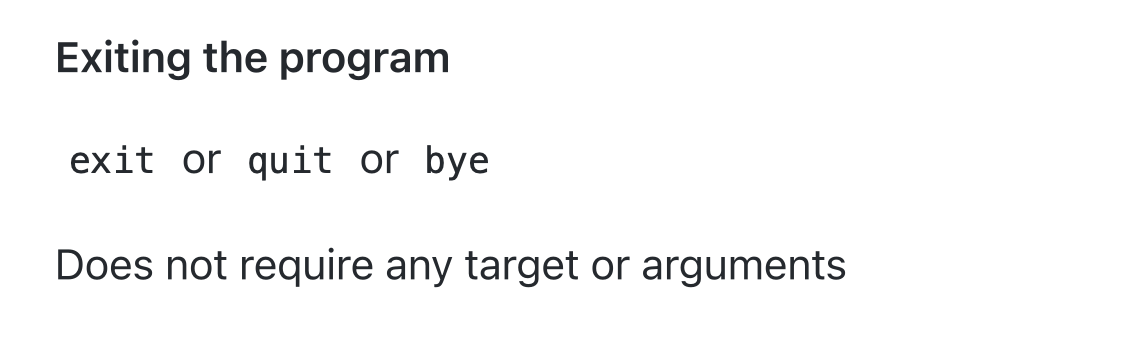 Exiting the program
exit or quit or bye
Does not require any target or arguments